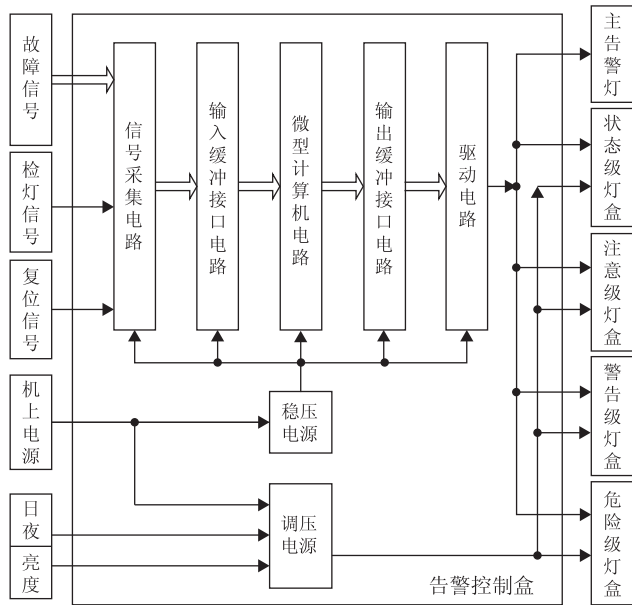 故障信号
检灯信号
复位信号
机上电源
日夜
亮度
信号采集电路
输入缓冲接口电路
微型计算机电路
输出缓冲接口电路
驱动电路
稳压
电源
调压
电源
告警控制盒
主告警灯
状态级灯盒
注意级灯盒
警告级灯盒
危险级灯盒